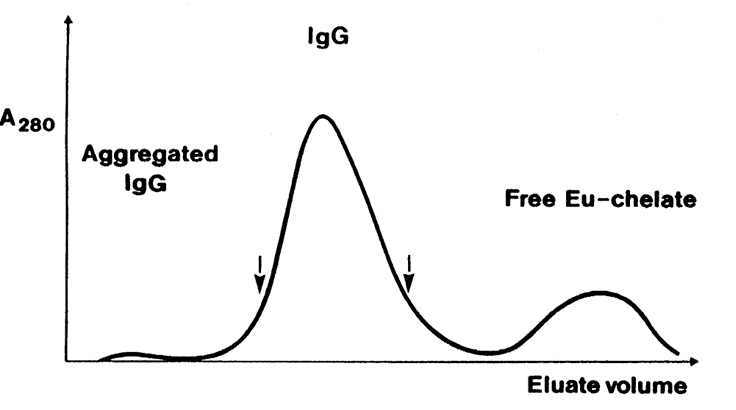 IgG
A280
Aggregated
IgG
Free Eu-chelate
Eluate volume